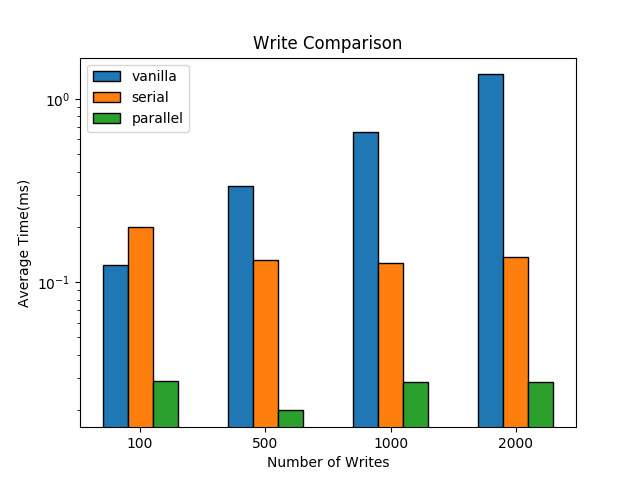 Write Comparison
vanilla
serial
parallel
10⁰
10⁻¹
Average Time(ms)
100 500 1000 2000
Number of Writes